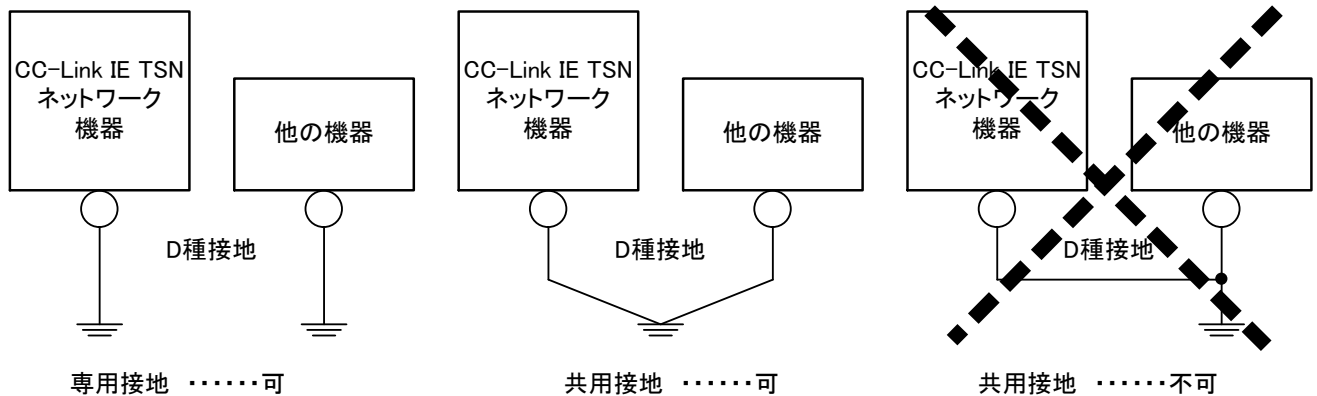 CC-Link IE TSN
ネットワーク
機器
他の機器
D種接地
専用接地 ・・・・・・可
CC-Link IE TSN
ネットワーク
機器
他の機器
D種接地
共用接地 ・・・・・・可
CC-Link IE TSN
ネットワーク
機器
他の機器
D種接地
共用接地 ・・・・・・不可